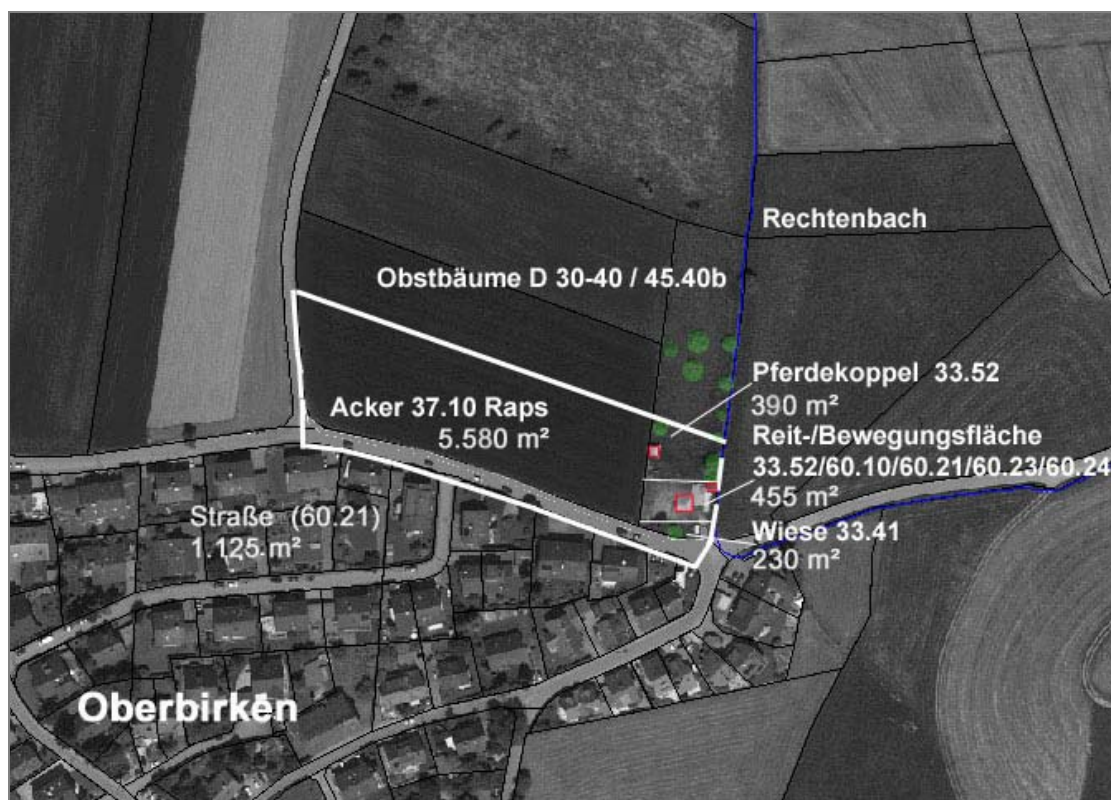 Rechtenbach
Obstbäume D 30-40 / 45.40b
Pferdekoppel 33.52
390 m²
Acker 37.10 Raps
5.580 m²
Reit-/Bewegungsfläche
33.52/60.10/60.21/60.23/60.24
455 m²
Straße (60.21)
1.125 m²
Wiese 33.41
230 m²
Oberbirken